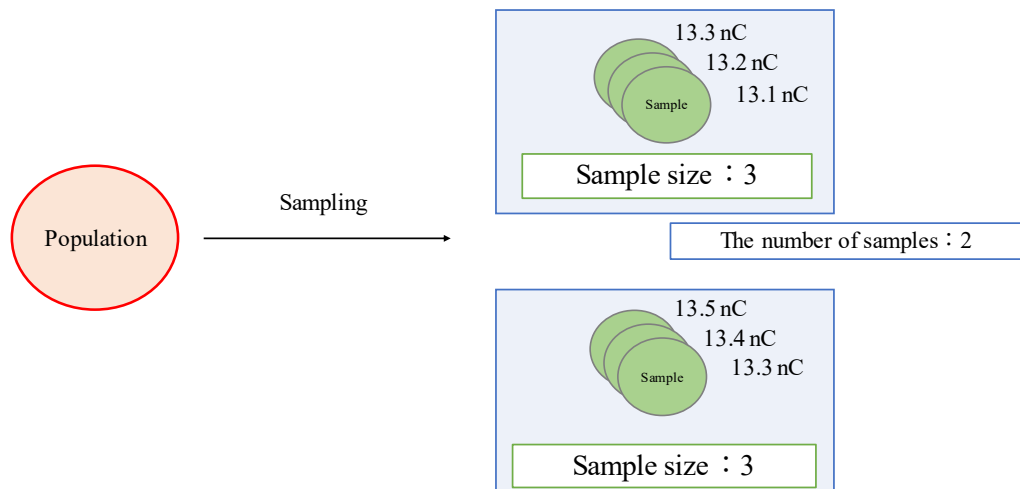 Population
Sampling
13.3 nC
13.2 nC
13.1 nC
Sample
Sample size：3
The number of samples：2
13.5 nC
13.4 nC
13.3 nC
Sample
Sample size：3